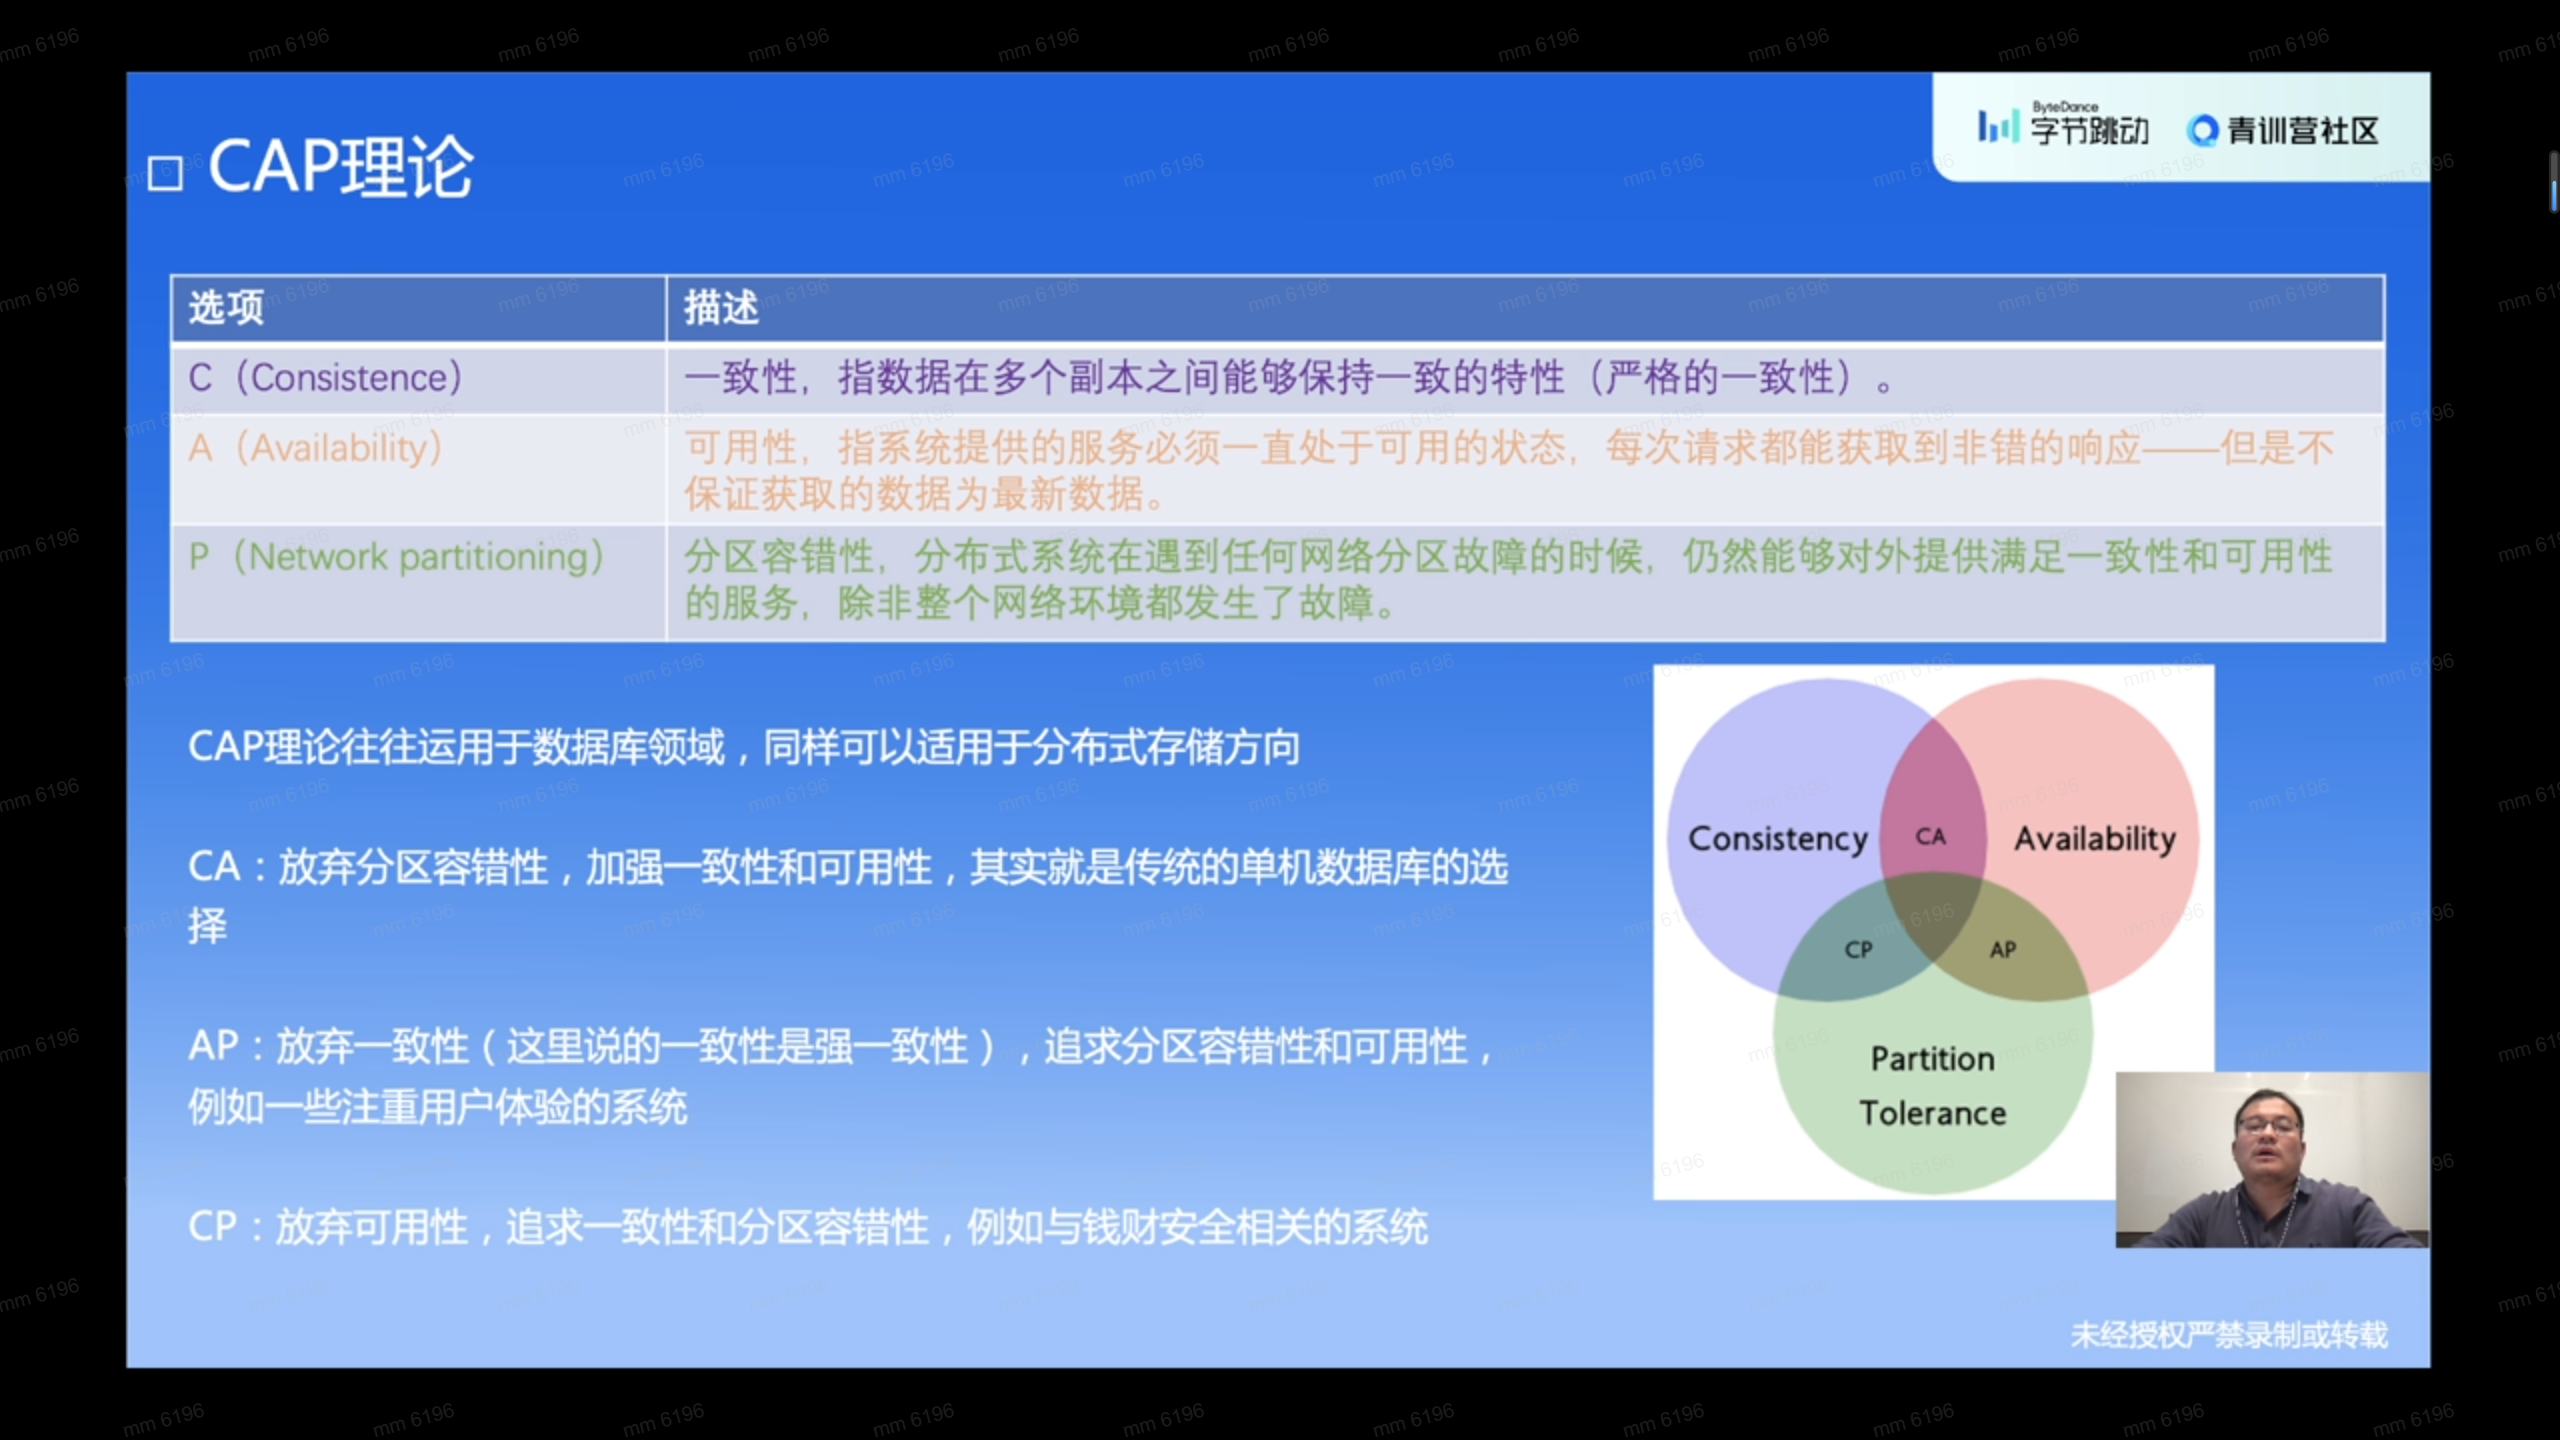 ByteDance
字节跳动 青训营社区
CAP理论
选项 描述
C（Consistence） 一致性，指数据在多个副本之间能够保持一致的特性（严格的一致性）。
A（Availability） 可用性，指系统提供的服务必须一直处于可用的状态，每次请求都能获取到非错的响应——但是不
保证获取的数据为最新数据。
P（Network partitioning） 分区容错性，分布式系统在遇到任何网络分区故障的时候，仍然能够对外提供满足一致性和可用性
的服务，除非整个网络环境都发生了故障。
CAP理论往往运用于数据库领域，同样可以适用于分布式存储方向
CA：放弃分区容错性，加强一致性和可用性，其实就是传统的单机数据库的选
择
AP：放弃一致性（这里说的一致性是强一致性），追求分区容错性和可用性，
例如一些注重用户体验的系统
CP：放弃可用性，追求一致性和分区容错性，例如与钱财安全相关的系统
Consistency CA Availability
CP AP
Partition
Tolerance
未经授权严禁录制或转载
mm 6196